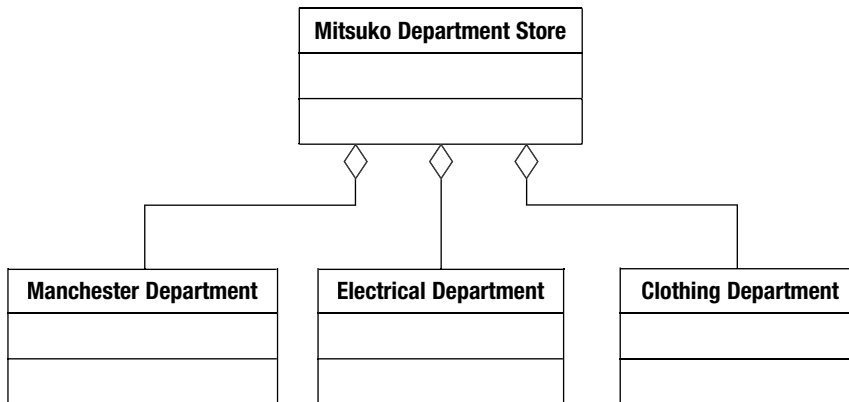 Mitsuko Department Store
Manchester Department
Electrical Department
Clothing Department